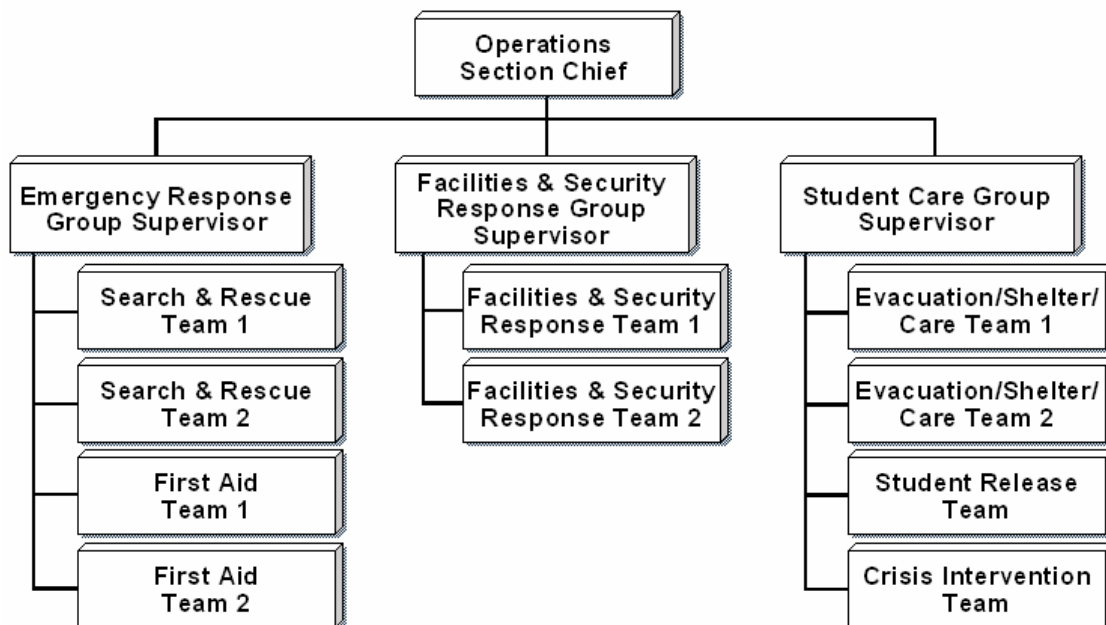 Operations
Section Chief
Emergency Response
Group Supervisor
Search & Rescue
Team 1
Search & Rescue
Team 2
First Aid
Team 1
First Aid
Team 2
Facilities & Security
Response Group
Supervisor
Facilities & Security
Response Team 1
Facilities & Security
Response Team 2
Student Care Group
Supervisor
Evacuation/Shelter/
Care Team 1
Evacuation/Shelter/
Care Team 2
Student Release
Team
Crisis Intervention
Team